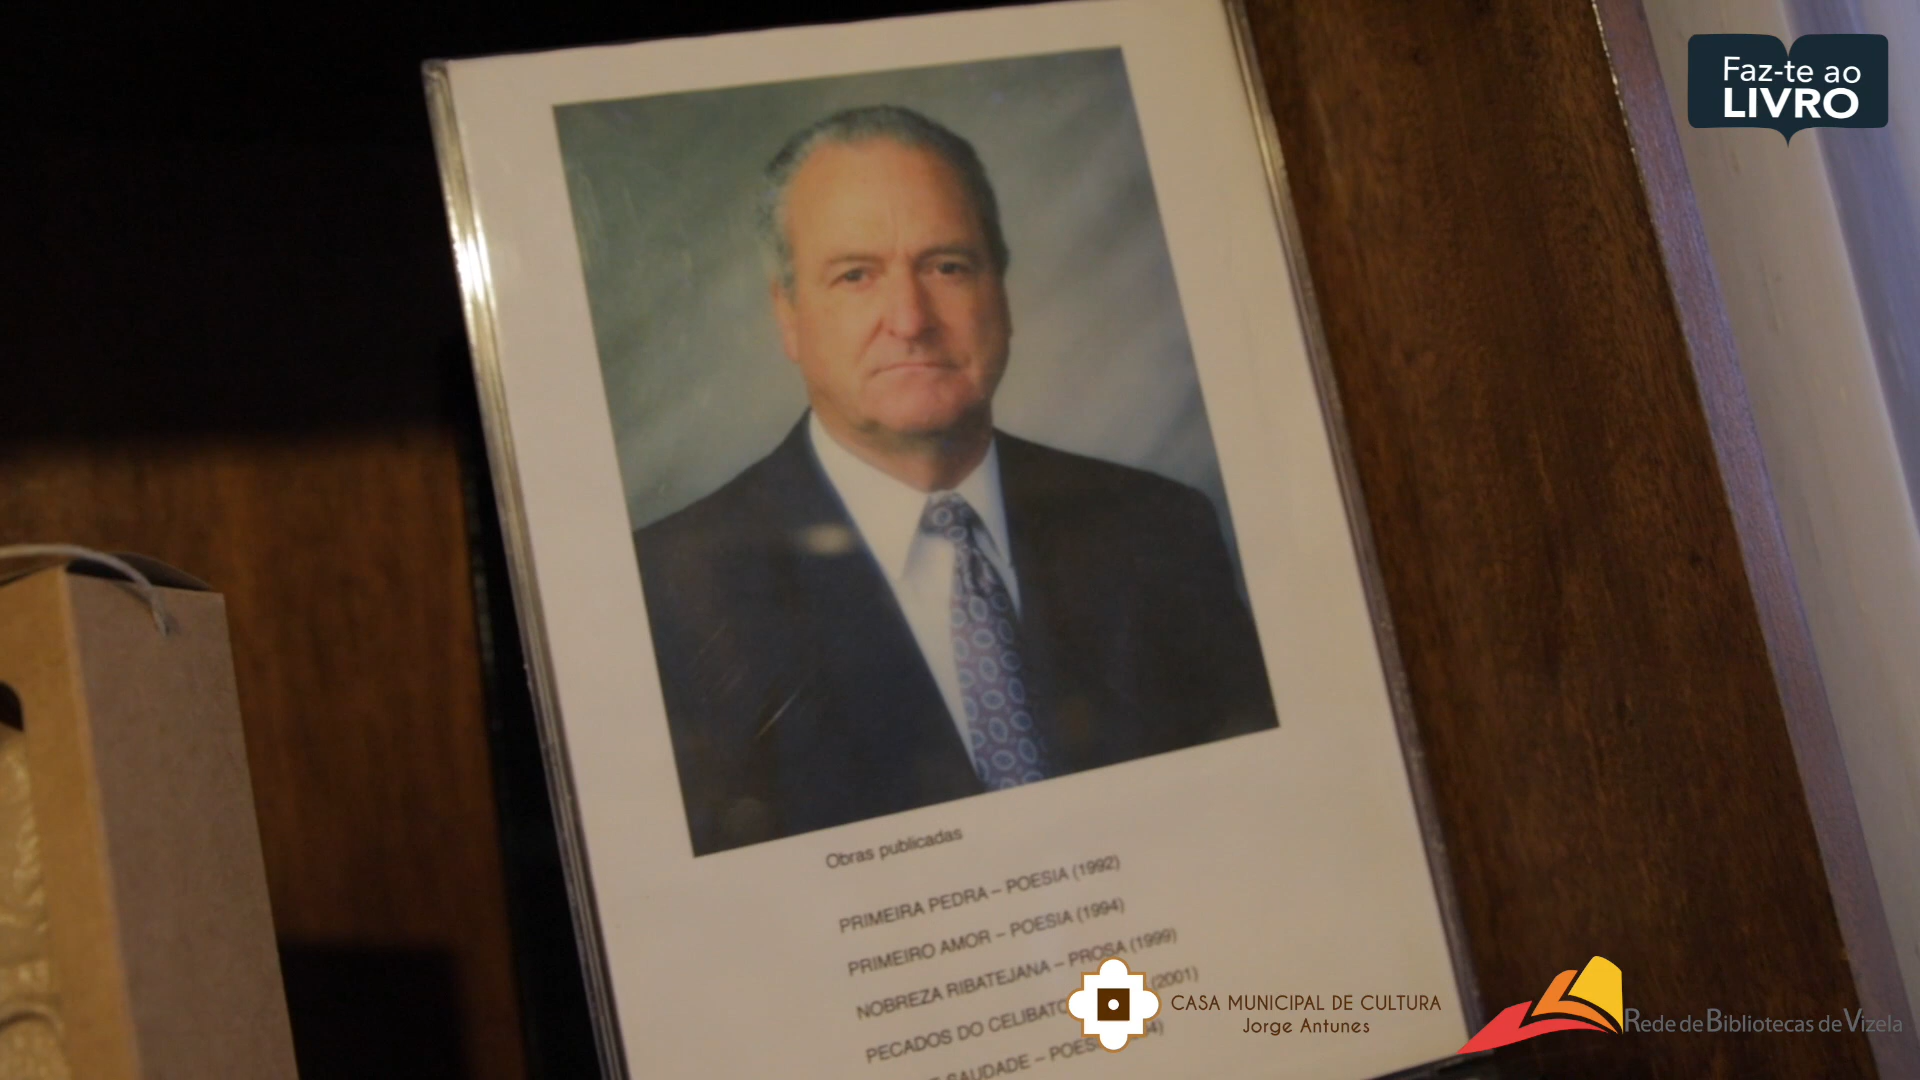 Faz-te ao
LIVRO
Obras publicadas
PRIMEIRA PEDRA – POESIA (1992)
PRIMEIRO AMOR – POESIA (1994)
NOBREZA RIBATEJANA – PROSA (1999)
PECADOS DO CELIBATO (2001)
SAUDADE –
CASA MUNICIPAL DE CULTURA
Jorge Antunes
Rede de Bibliotecas de Vizela